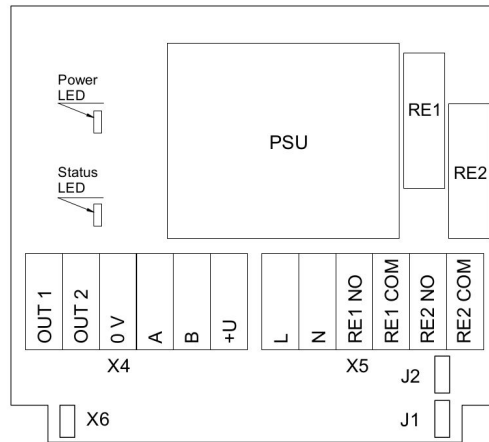 Power
LED
RE1
PSU
RE2
Status
LED
OUT 1
OUT 2
0 V
A
B
+U
L
N
RE1 NO
RE1 COM
RE2 NO
RE2 COM
X4
X5
J2
X6
J1